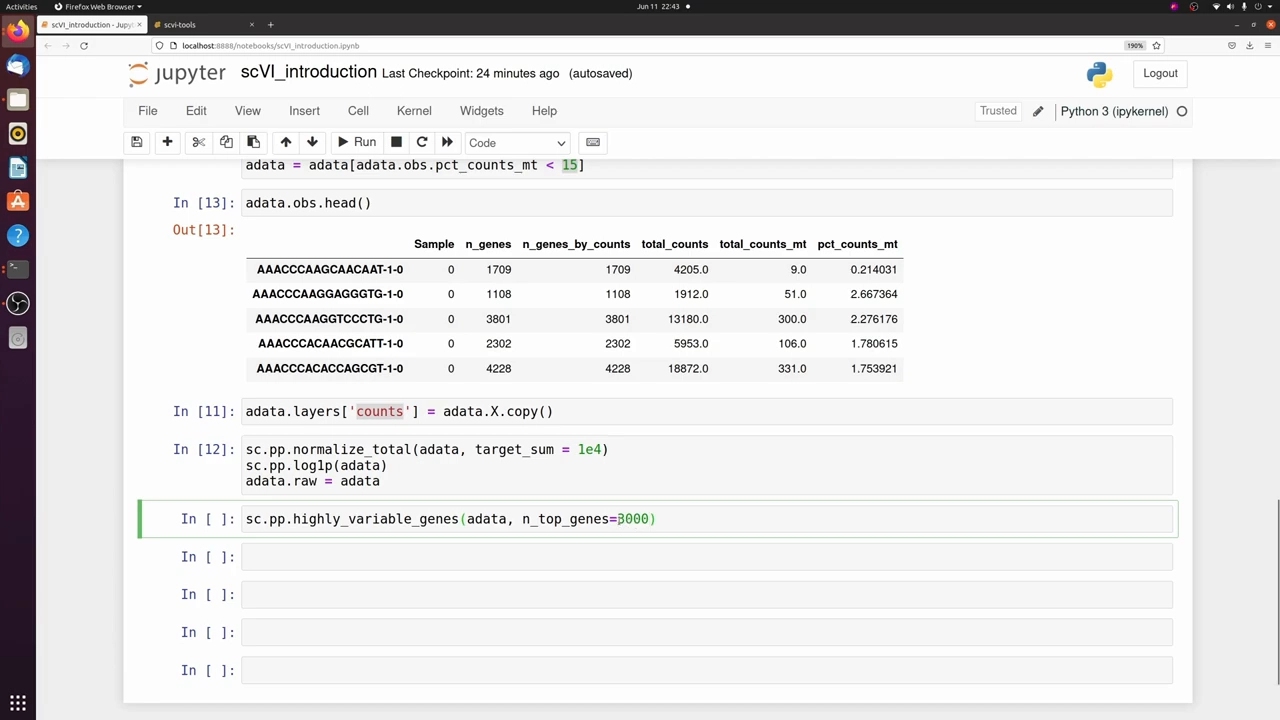 Activities Firefox Web Browser Jun 11 22:43
scVI_introduction - Jupyt × scvi-tools × +
localhost:8888/notebooks/scVI_introduction.ipynb 190%
jupyter scVI_introduction Last Checkpoint: 24 minutes ago (autosaved) Logout
File Edit View Insert Cell Kernel Widgets Help Trusted Python 3 (ipykernel)
Run Code
adata = adata[adata.obs.pct_counts_mt < 15]
In [13]: adata.obs.head()
Out[13]:
Sample n_genes n_genes_by_counts total_counts total_counts_mt pct_counts_mt
AAACCCAAGCAACAAT-1-0 0 1709 1709 4205.0 9.0 0.214031
AAACCCAAGGAGGGTG-1-0 0 1108 1108 1912.0 51.0 2.667364
AAACCCAAGGTCCCTG-1-0 0 3801 3801 13180.0 300.0 2.276176
AAACCCACAACGCATT-1-0 0 2302 2302 5953.0 106.0 1.780615
AAACCCACACCAGCGT-1-0 0 4228 4228 18872.0 331.0 1.753921
In [11]: adata.layers['counts'] = adata.X.copy()
In [12]: sc.pp.normalize_total(adata, target_sum = 1e4)
sc.pp.log1p(adata)
adata.raw = adata
In [ ]: sc.pp.highly_variable_genes(adata, n_top_genes=3000)
In [ ]:
In [ ]:
In [ ]:
In [ ]: